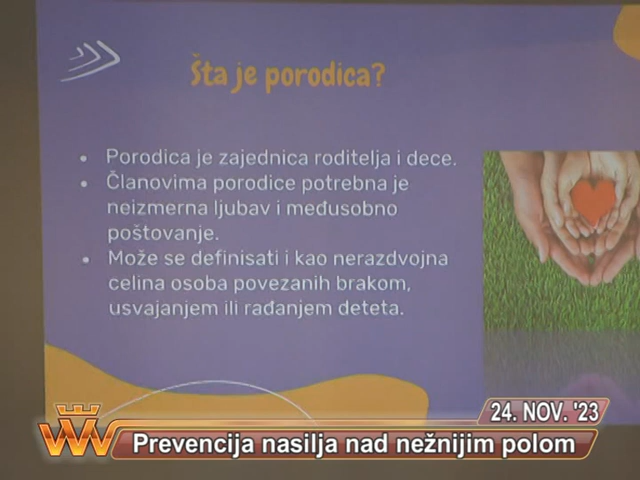 Šta je porodica?
• Porodica je zajednica roditelja i dece.
• Članovima porodice potrebna je
neizmerna ljubav i međusobno
poštovanje.
• Može se definisati i kao nerazdvojna
celina osoba povezanih brakom,
usvajanjem ili rađanjem deteta.
24. NOV. '23
Prevencija nasilja nad nežnijim polom